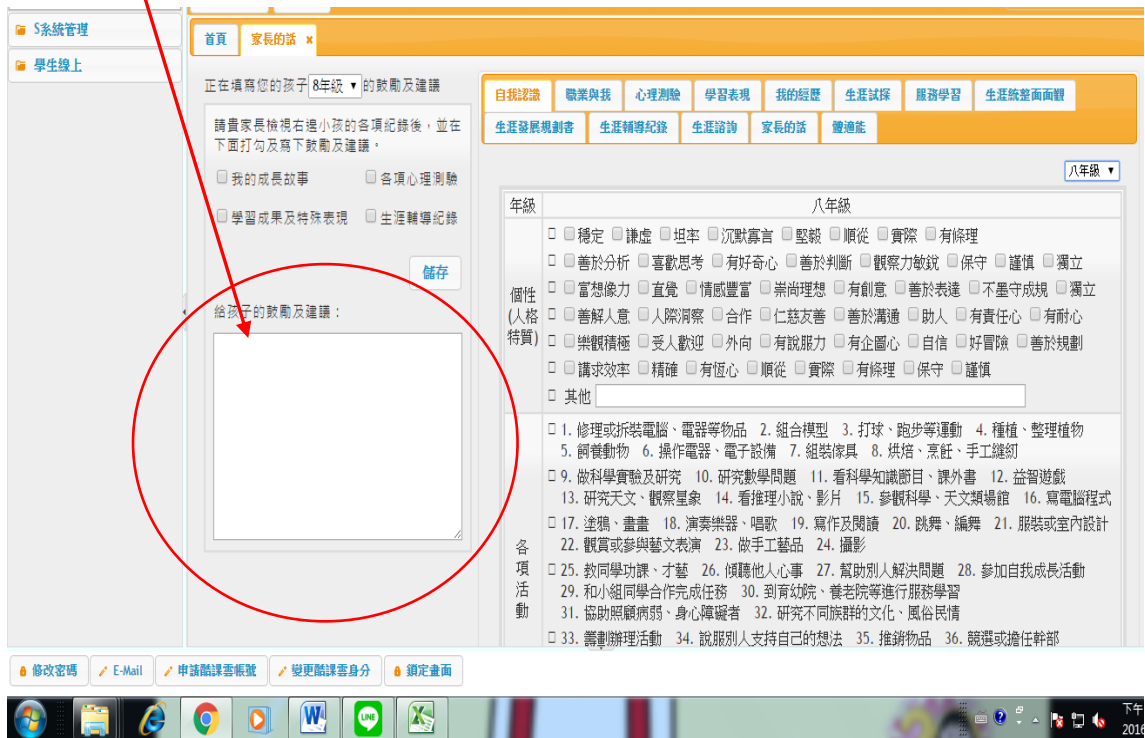 S系統管理
學生線上
首頁 家長的話 ×
正在填寫您的孩子 8年級 的鼓勵及建議
請貴家長檢視右邊小孩的各項紀錄後，並在
下面打勾及寫下鼓勵及建議。
我的成長故事 各項心理測驗
學習成果及特殊表現 生涯輔導紀錄
儲存
給孩子的鼓勵及建議：
自我認識 職業與我 心理測驗 學習表現 我的經歷 生涯試探 服務學習 生涯統整面面觀
生涯發展規劃書 生涯輔導紀錄 生涯諮詢 家長的話 體適能
八年級
年級 八年級
個性
(人格
特質)
穩定 謙虛 坦率 沉默寡言 堅毅 順從 實際 有條理
善於分析 喜歡思考 有好奇心 善於判斷 觀察力敏銳 保守 謹慎 獨立
富想像力 直覺 情感豐富 崇尚理想 有創意 善於表達 不墨守成規 獨立
善解人意 人際洞察 合作 仁慈友善 善於溝通 助人 有責任心 有耐心
樂觀積極 受人歡迎 外向 有說服力 有企圖心 自信 好冒險 善於規劃
講求效率 精確 有恆心 順從 實際 有條理 保守 謹慎
其他
各
項
活
動
1. 修理或拆裝電腦、電器等物品 2. 組合模型 3. 打球、跑步等運動 4. 種植、整理植物
5. 飼養動物 6. 操作電器、電子設備 7. 組裝傢具 8. 烘焙、烹飪、手工縫紉
9. 做科學實驗及研究 10. 研究數學問題 11. 看科學知識節目、課外書 12. 益智遊戲
13. 研究天文、觀察星象 14. 看推理小說、影片 15. 參觀科學、天文類場館 16. 寫電腦程式
17. 塗鴉、畫畫 18. 演奏樂器、唱歌 19. 寫作及閱讀 20. 跳舞、編舞 21. 服裝或室內設計
22. 觀賞或參與藝文表演 23. 做手工藝品 24. 攝影
25. 教同學功課、才藝 26. 傾聽他人心事 27. 幫助別人解決問題 28. 參加自我成長活動
29. 和小組同學合作完成任務 30. 到育幼院、養老院等進行服務學習
31. 協助照顧病弱、身心障礙者 32. 研究不同族群的文化、風俗民情
33. 籌劃辦理活動 34. 說服別人支持自己的想法 35. 推銷物品 36. 競選或擔任幹部
修改密碼 E-Mail 申請酷課雲帳號 變更酷課雲身分 鎖定畫面
LINE
下午
2016